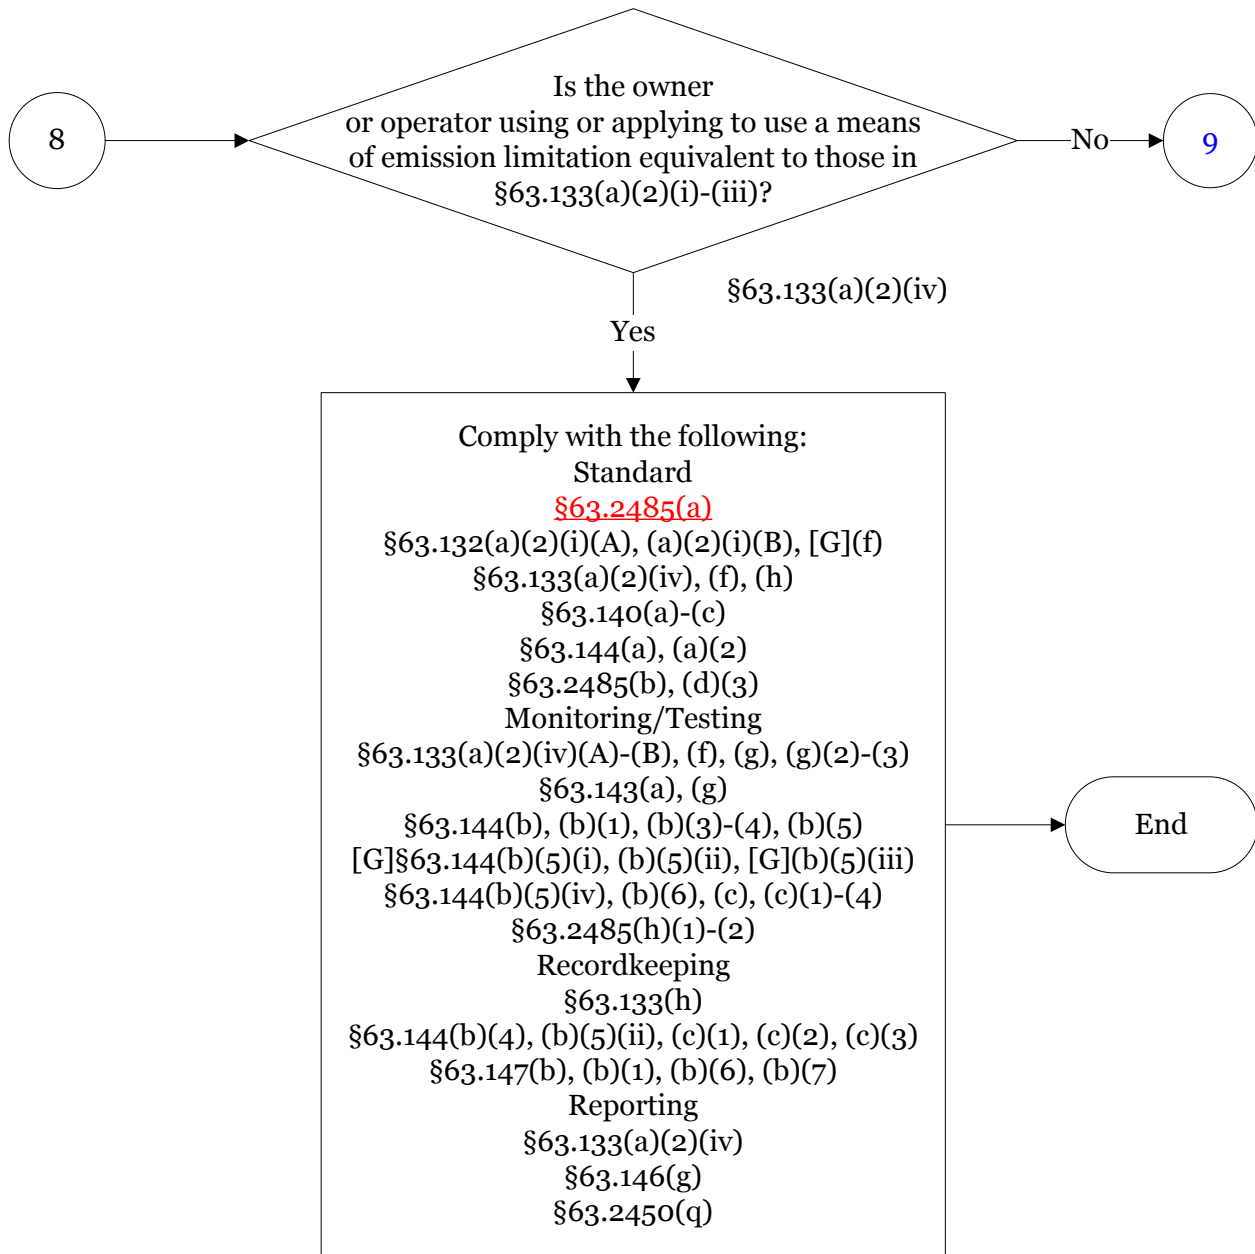 8
Is the owner
or operator using or applying to use a means
of emission limitation equivalent to those in
§63.133(a)(2)(i)-(iii)?
No
9
§63.133(a)(2)(iv)
Yes
Comply with the following:
Standard
§63.2485(a)
§63.132(a)(2)(i)(A), (a)(2)(i)(B), [G](f)
§63.133(a)(2)(iv), (f), (h)
§63.140(a)-(c)
§63.144(a), (a)(2)
§63.2485(b), (d)(3)
Monitoring/Testing
§63.133(a)(2)(iv)(A)-(B), (f), (g), (g)(2)-(3)
§63.143(a), (g)
§63.144(b), (b)(1), (b)(3)-(4), (b)(5)
[G]§63.144(b)(5)(i), (b)(5)(ii), [G](b)(5)(iii)
§63.144(b)(5)(iv), (b)(6), (c), (c)(1)-(4)
§63.2485(h)(1)-(2)
Recordkeeping
§63.133(h)
§63.144(b)(4), (b)(5)(ii), (c)(1), (c)(2), (c)(3)
§63.147(b), (b)(1), (b)(6), (b)(7)
Reporting
§63.133(a)(2)(iv)
§63.146(g)
§63.2450(q)
End